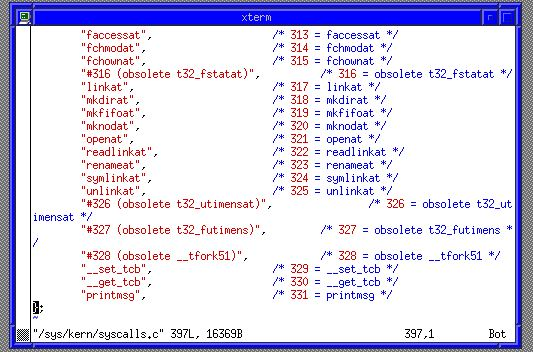 xterm
"faccessat", /* 313 = faccessat */
"fchmodat", /* 314 = fchmodat */
"fchownat", /* 315 = fchownat */
"#316 (obsolete t32_fstatat)", /* 316 = obsolete t32_fstatat */
"linkat", /* 317 = linkat */
"mkdirat", /* 318 = mkdirat */
"mkfifoat", /* 319 = mkfifoat */
"mknodat", /* 320 = mknodat */
"openat", /* 321 = openat */
"readlinkat", /* 322 = readlinkat */
"renameat", /* 323 = renameat */
"symlinkat", /* 324 = symlinkat */
"unlinkat", /* 325 = unlinkat */
"#326 (obsolete t32_utimensat)", /* 326 = obsolete t32_ut
imensat */
"#327 (obsolete t32_futimens)", /* 327 = obsolete t32_futimens *
/
"#328 (obsolete __tfork51)", /* 328 = obsolete __tfork51 */
"__set_tcb", /* 329 = __set_tcb */
"__get_tcb", /* 330 = __get_tcb */
"printmsg", /* 331 = printmsg */
};
~
"/sys/kern/syscalls.c" 397L, 16369B 397,1 Bot